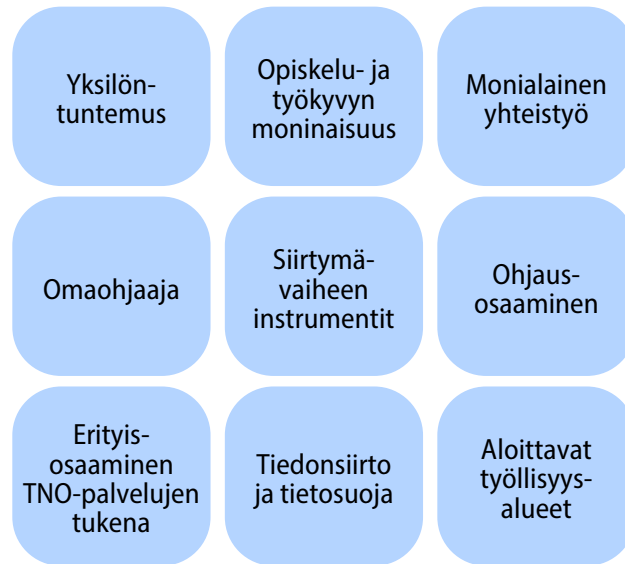 Yksilön-
tuntemus
Opiskelu- ja
työkyvyn
moninaisuus
Monialainen
yhteistyö
Omaohjaaja
Siirtymä-
vaiheen
instrumentit
Ohjaus-
osaaminen
Erityis-
osaaminen
TNO-palvelujen
tukena
Tiedonsiirto
ja tietosuoja
Aloittavat
työllisyys-
alueet